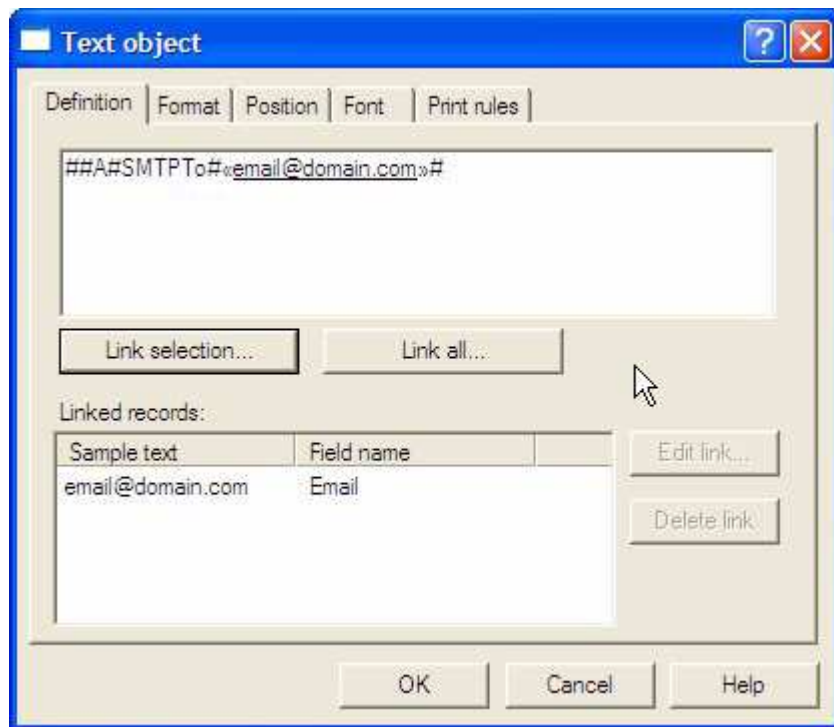 Text object
Definition Format Position Font Print rules
##A#SMTPTo#«email@domain.com»#
Link selection... Link all...
Linked records:
Sample text Field name
Edit link...
email@domain.com Email
Delete link
OK Cancel Help